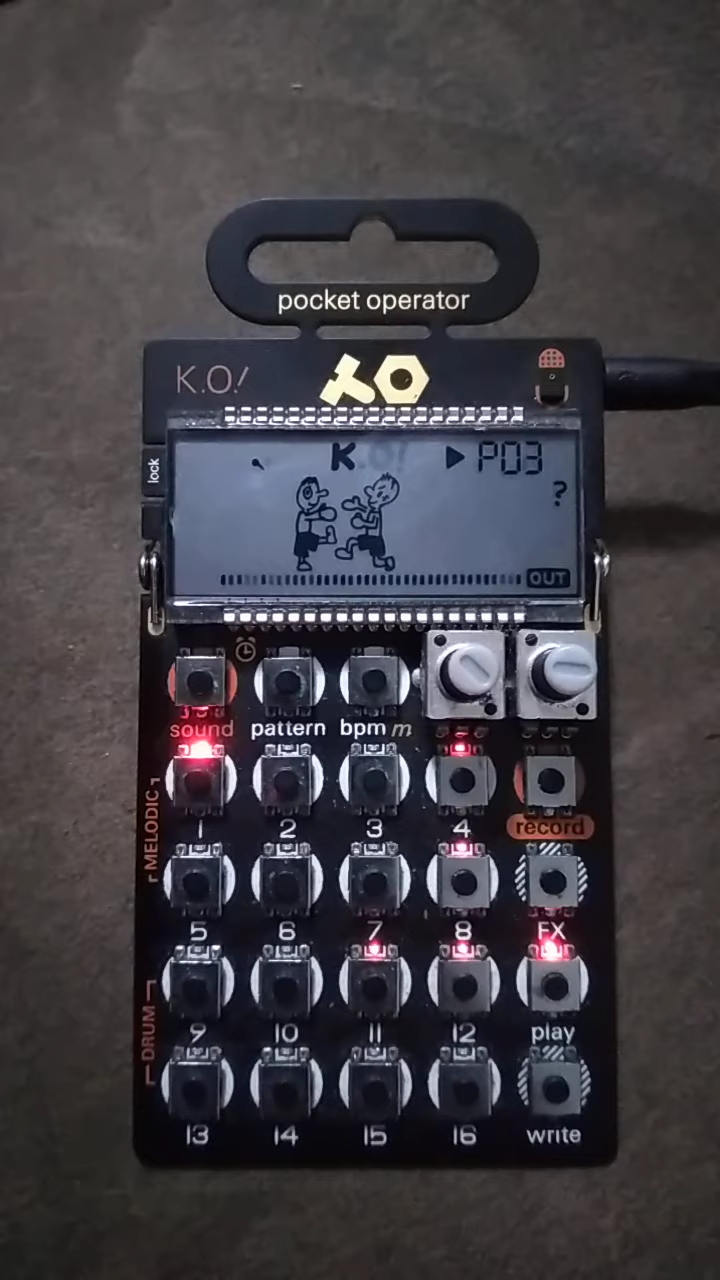 pocket operator
K.O!
lock
K.O!
P03
?
OUT
sound
pattern
bpm m
MELODIC
1
2
3
4
record
5
6
7
8
FX
DRUM
9
10
11
12
play
13
14
15
16
write